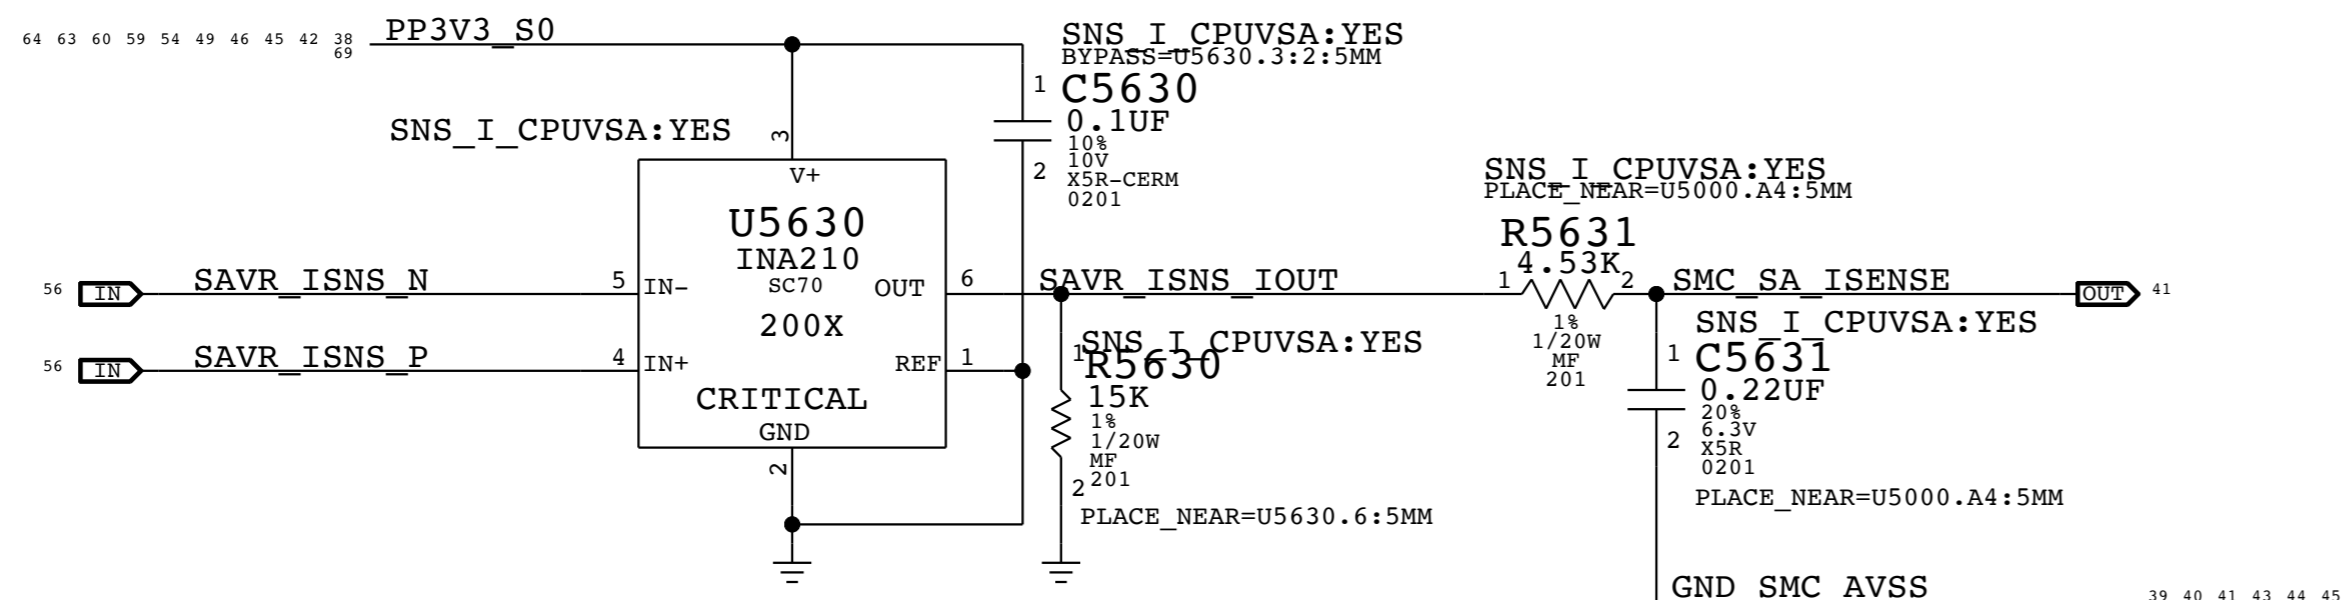 64 63 60 59 54 49 46 45 42 38
69
PP3V3_S0
SNS_I_CPUVSA:YES
BYPASS=U5630.3:2:5MM
1
C5630
0.1UF
10%
10V
2
X5R-CERM
0201
SNS_I_CPUVSA:YES
3
V+
U5630
INA210
SC70
200X
CRITICAL
GND
2
56 IN SAVR_ISNS_N 5 IN-
56 IN SAVR_ISNS_P 4 IN+
OUT 6 SAVR_ISNS_IOUT
REF 1
SNS_I_CPUVSA:YES
1
R5630
15K
1%
1/20W
MF
201
2
PLACE_NEAR=U5630.6:5MM
SNS_I_CPUVSA:YES
PLACE_NEAR=U5000.A4:5MM
R5631
4.53K
1 2
1%
1/20W
MF
201
SMC_SA_ISENSE OUT 41
SNS_I_CPUVSA:YES
1
C5631
0.22UF
20%
6.3V
2
X5R
0201
PLACE_NEAR=U5000.A4:5MM
GND_SMC_AVSS
39 40 41 43 44 45